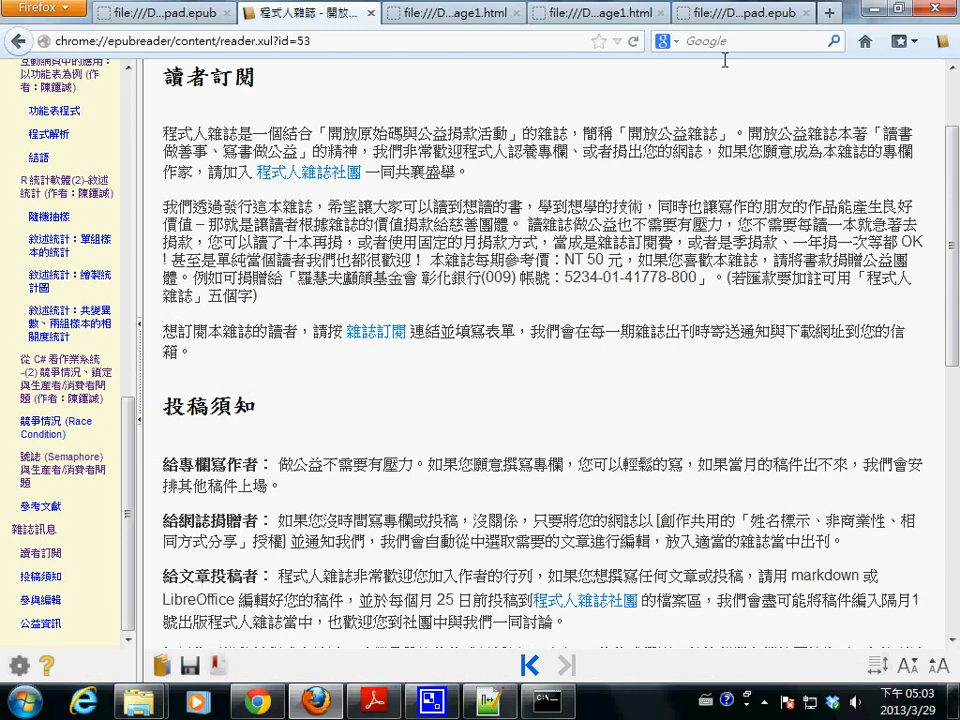 Firefox
file:///D...pad.epub
程式人雜誌 - 開放...
file:///D...age1.html
file:///D...age1.html
file:///D...pad.epub
chrome://epubreader/content/reader.xul?id=53
Google
互動網頁中的應用：
以功能表為例 (作
者：陳鍾誠)
功能表程式
程式解析
結語
R 統計軟體(2)-敘述
統計 (作者：陳鍾誠)
隨機抽樣
敘述統計：單組樣
本的統計
敘述統計：繪製統
計圖
敘述統計：共變異
數、兩組樣本的相
關度統計
從 C# 看作業系統
-(2) 競爭情況、鎖定
與生產者/消費者問
題 (作者：陳鍾誠)
競爭情況 (Race
Condition)
號誌 (Semaphore)
與生產者/消費者問
題
參考文獻
雜誌訊息
讀者訂閱
投稿須知
參與編輯
公益資訊
讀者訂閱
程式人雜誌是一個結合「開放原始碼與公益捐款活動」的雜誌，簡稱「開放公益雜誌」。開放公益雜誌本著「讀書
做善事、寫書做公益」的精神，我們非常歡迎程式人認養專欄、或者捐出您的網誌，如果您願意成為本雜誌的專欄
作家，請加入 程式人雜誌社團 一同共襄盛舉。
我們透過發行這本雜誌，希望讓大家可以讀到想讀的書，學到想學的技術，同時也讓寫作的朋友的作品能產生良好
價值 – 那就是讓讀者根據雜誌的價值捐款給慈善團體。 讀雜誌做公益也不需要有壓力，您不需要每讀一本就急著去
捐款，您可以讀了十本再捐，或者使用固定的月捐款方式，當成是雜誌訂閱費，或者是季捐款、一年捐一次等都 OK
! 甚至是單純當個讀者我們也都很歡迎！ 本雜誌每期參考價：NT 50 元，如果您喜歡本雜誌，請將書款捐贈公益團
體。例如可捐贈給「羅慧夫顱顏基金會 彰化銀行(009) 帳號：5234-01-41778-800」。(若匯款要加註可用「程式人
雜誌」五個字)
想訂閱本雜誌的讀者，請按 雜誌訂閱 連結並填寫表單，我們會在每一期雜誌出刊時寄送通知與下載網址到您的信
箱。
投稿須知
給專欄寫作者： 做公益不需要有壓力。如果您願意撰寫專欄，您可以輕鬆的寫，如果當月的稿件出不來，我們會安
排其他稿件上場。
給網誌捐贈者： 如果您沒時間寫專欄或投稿，沒關係，只要將您的網誌以 [創作共用的「姓名標示、非商業性、相
同方式分享」授權] 並通知我們，我們會自動從中選取需要的文章進行編輯，放入適當的雜誌當中出刊。
給文章投稿者： 程式人雜誌非常歡迎您加入作者的行列，如果您想撰寫任何文章或投稿，請用 markdown 或
LibreOffice 編輯好您的稿件，並於每個月 25 日前投稿到程式人雜誌社團 的檔案區，我們會盡可能將稿件編入隔月1
號出版程式人雜誌當中，也歡迎您到社團中與我們一同討論。
下午 05:03
2013/3/29